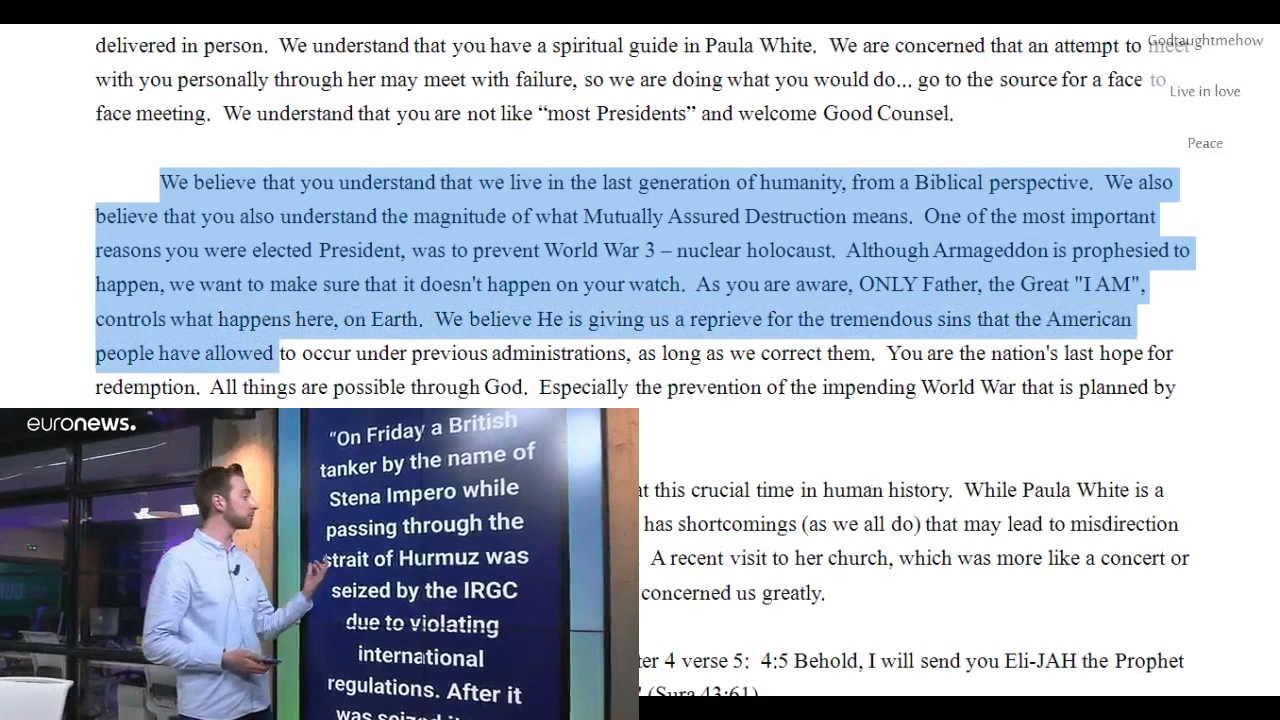 delivered in person.  We understand that you have a spiritual guide in Paula White.  We are concerned that an attempt to meet
Godtaughtmehow
with you personally through her may meet with failure, so we are doing what you would do... go to the source for a face to
Live in love
face meeting.  We understand that you are not like “most Presidents” and welcome Good Counsel.
Peace
We believe that you understand that we live in the last generation of humanity, from a Biblical perspective.  We also
believe that you also understand the magnitude of what Mutually Assured Destruction means.  One of the most important
reasons you were elected President, was to prevent World War 3 – nuclear holocaust.  Although Armageddon is prophesied to
happen, we want to make sure that it doesn't happen on your watch.  As you are aware, ONLY Father, the Great "I AM",
controls what happens here, on Earth.  We believe He is giving us a reprieve for the tremendous sins that the American
people have allowed to occur under previous administrations, as long as we correct them.  You are the nation's last hope for
redemption.  All things are possible through God.  Especially the prevention of the impending World War that is planned by
at this crucial time in human history.  While Paula White is a
has shortcomings (as we all do) that may lead to misdirection
A recent visit to her church, which was more like a concert or
concerned us greatly.
ter 4 verse 5:  4:5 Behold, I will send you Eli-JAH the Prophet
(Sura 43:61)
euronews.
“On Friday a British
tanker by the name of
Stena Impero while
passing through the
strait of Hurmuz was
seized by the IRGC
due to violating
international
regulations. After it
was seized